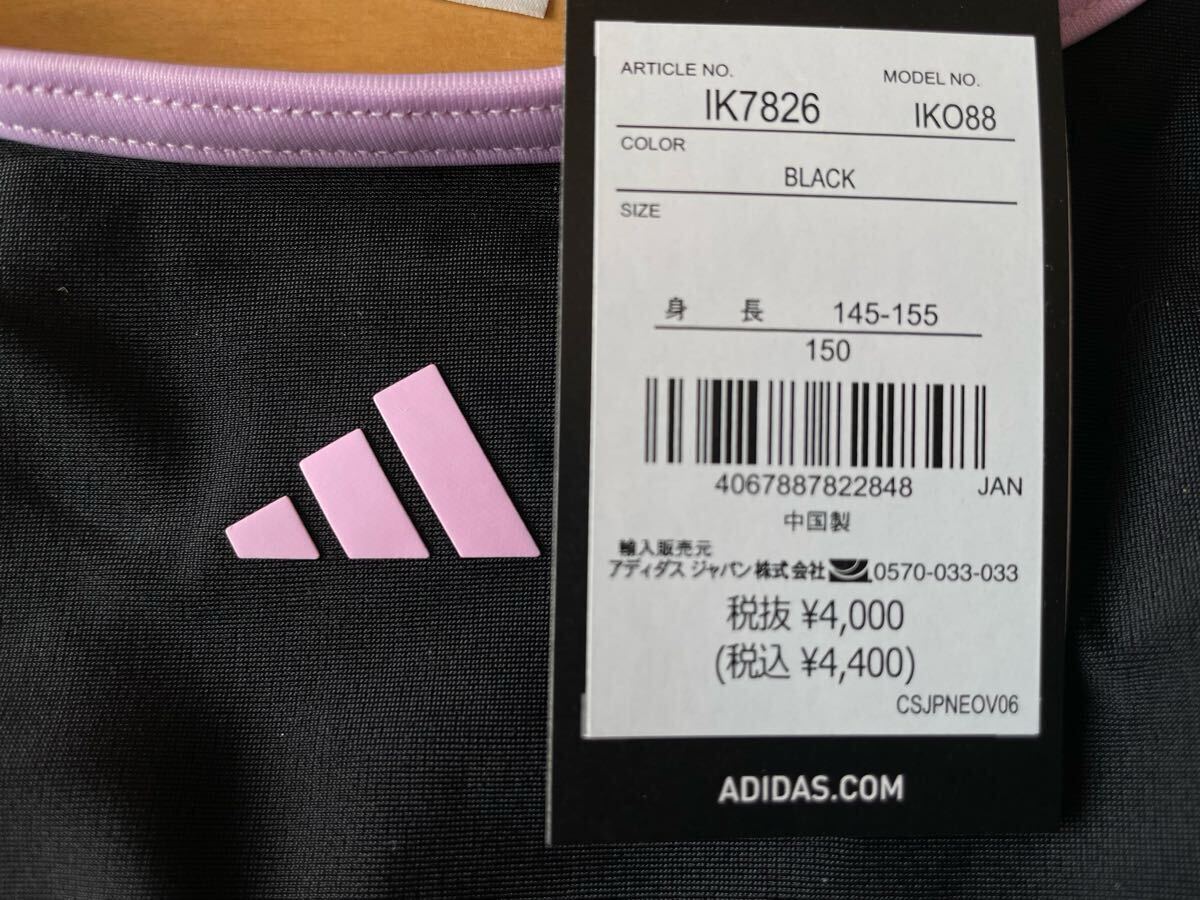 ARTICLE NO. MODEL NO.
IK7826 IKO88
COLOR
BLACK
SIZE
身 長 145-155
150
4067887822848 JAN
中国製
輸入販売元
アディダス ジャパン株式会社 0570-033-033
税抜 ¥4,000
(税込 ¥4,400)
CSJPNEOV06
ADIDAS.COM